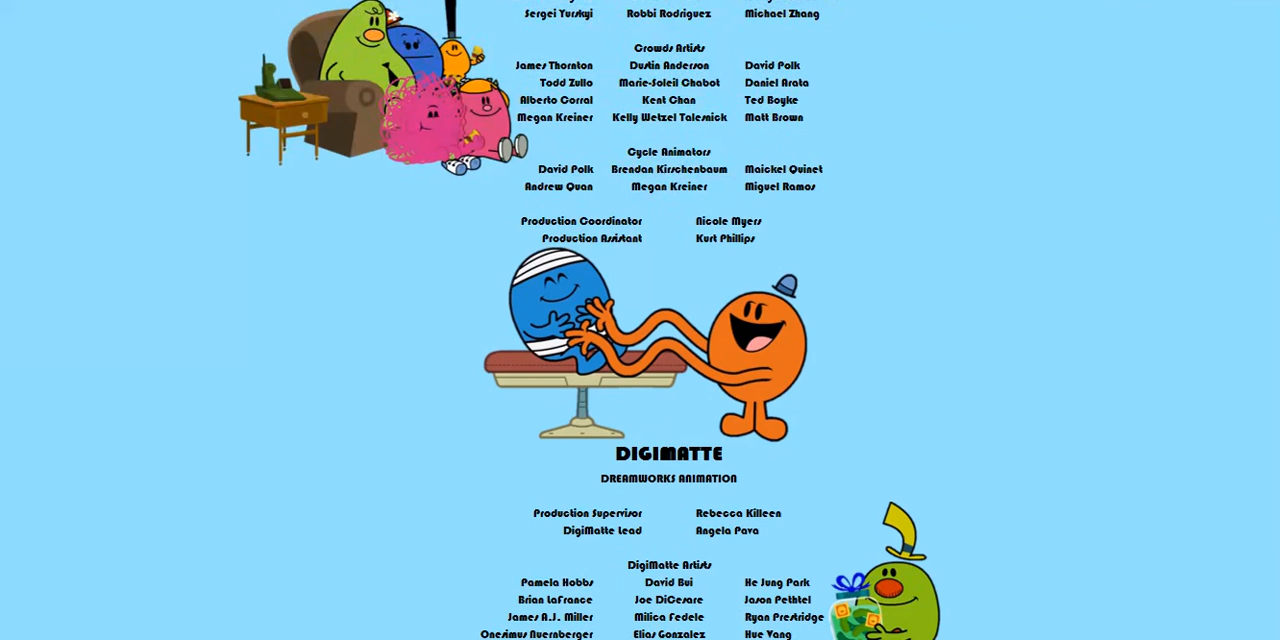 Sergei Yurskyi Robbi Rodriguez Michael Zhang
Crowds Artists
James Thornton Dustin Anderson David Polk
Todd Zullo Marie-Soleil Chabot Daniel Arata
Alberto Corral Kent Chan Ted Boyke
Megan Kreiner Kelly Wetzel Talesnick Matt Brown
Cycle Animators
David Polk Brendan Kirschenbaum Maickel Quinet
Andrew Quan Megan Kreiner Miguel Ramos
Production Coordinator Nicole Myers
Production Assistant Kurt Phillips
DIGIMATTE
DREAMWORKS ANIMATION
Production Supervisor Rebecca Killeen
DigiMatte Lead Angela Pava
DigiMatte Artists
Pamela Hobbs David Bui He Jung Park
Brian LaFrance Joe DiCesare Jason Pethtel
James A.J. Miller Milica Fedele Ryan Prestridge
Onesimus Nuernberger Elias Gonzalez Hue Vang